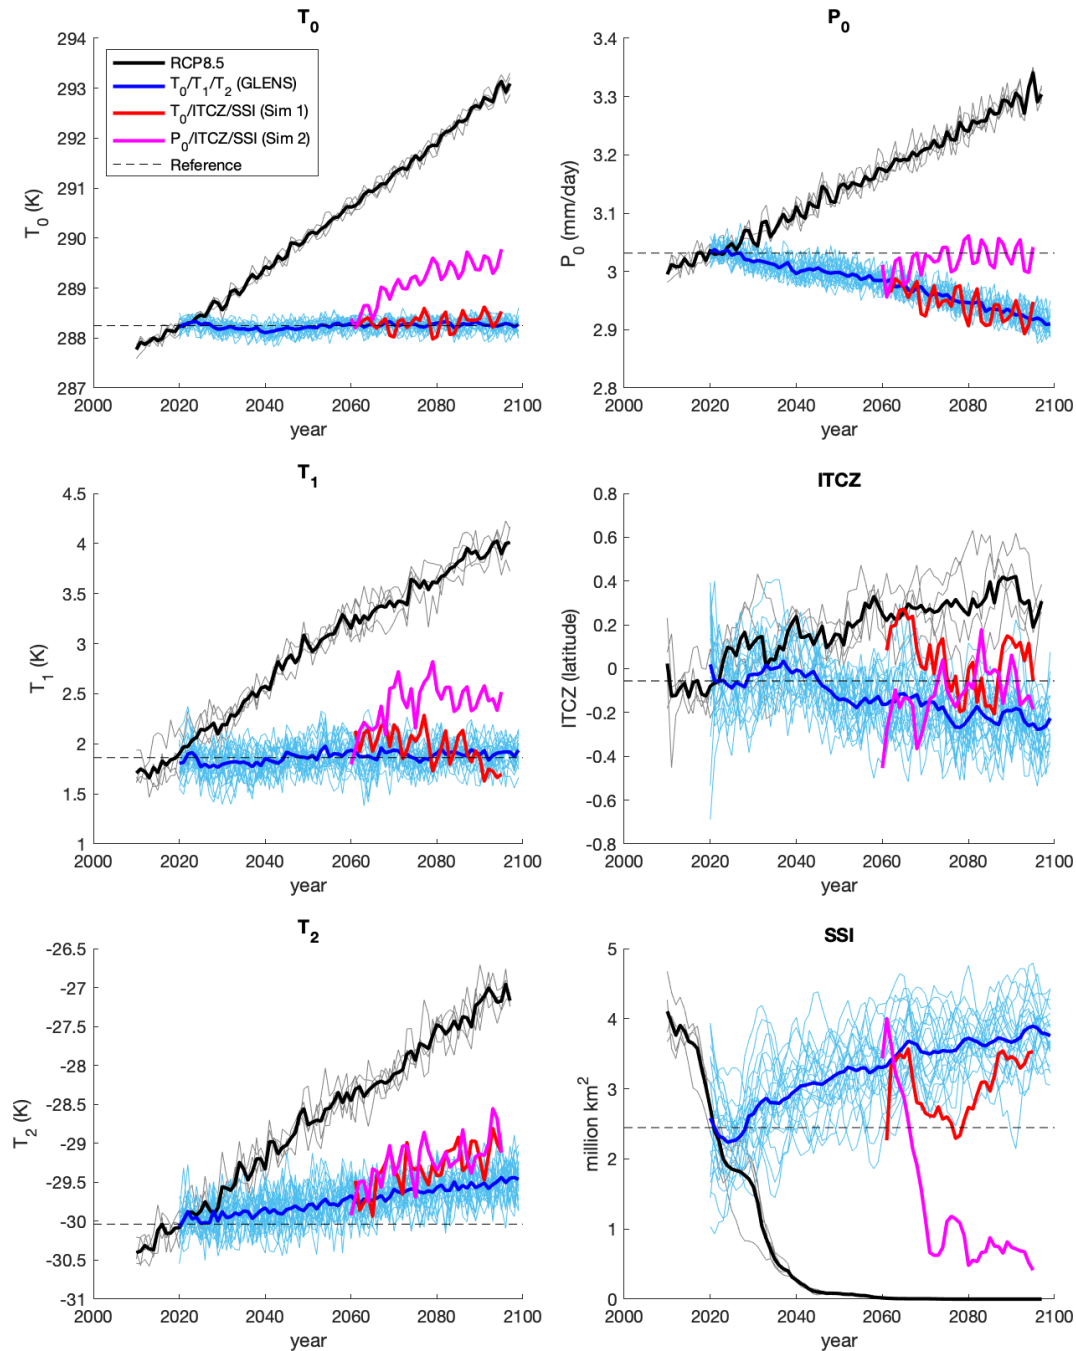 T0
294
293
292
291
290
289
288
287
T0 (K)
RCP8.5
T0/T1/T2 (GLENS)
T0/ITCZ/SSI (Sim 1)
P0/ITCZ/SSI (Sim 2)
Reference
2000 2020 2040 2060 2080 2100
year
P0
3.4
3.3
3.2
3.1
3
2.9
2.8
P0 (mm/day)
2000 2020 2040 2060 2080 2100
year
T1
4.5
4
3.5
3
2.5
2
1.5
1
T1 (K)
2000 2020 2040 2060 2080 2100
year
ITCZ
0.8
0.6
0.4
0.2
0
-0.2
-0.4
-0.6
-0.8
ITCZ (latitude)
2000 2020 2040 2060 2080 2100
year
T2
-26.5
-27
-27.5
-28
-28.5
-29
-29.5
-30
-30.5
-31
T2 (K)
2000 2020 2040 2060 2080 2100
year
SSI
5
4
3
2
1
0
million km2
2000 2020 2040 2060 2080 2100
year